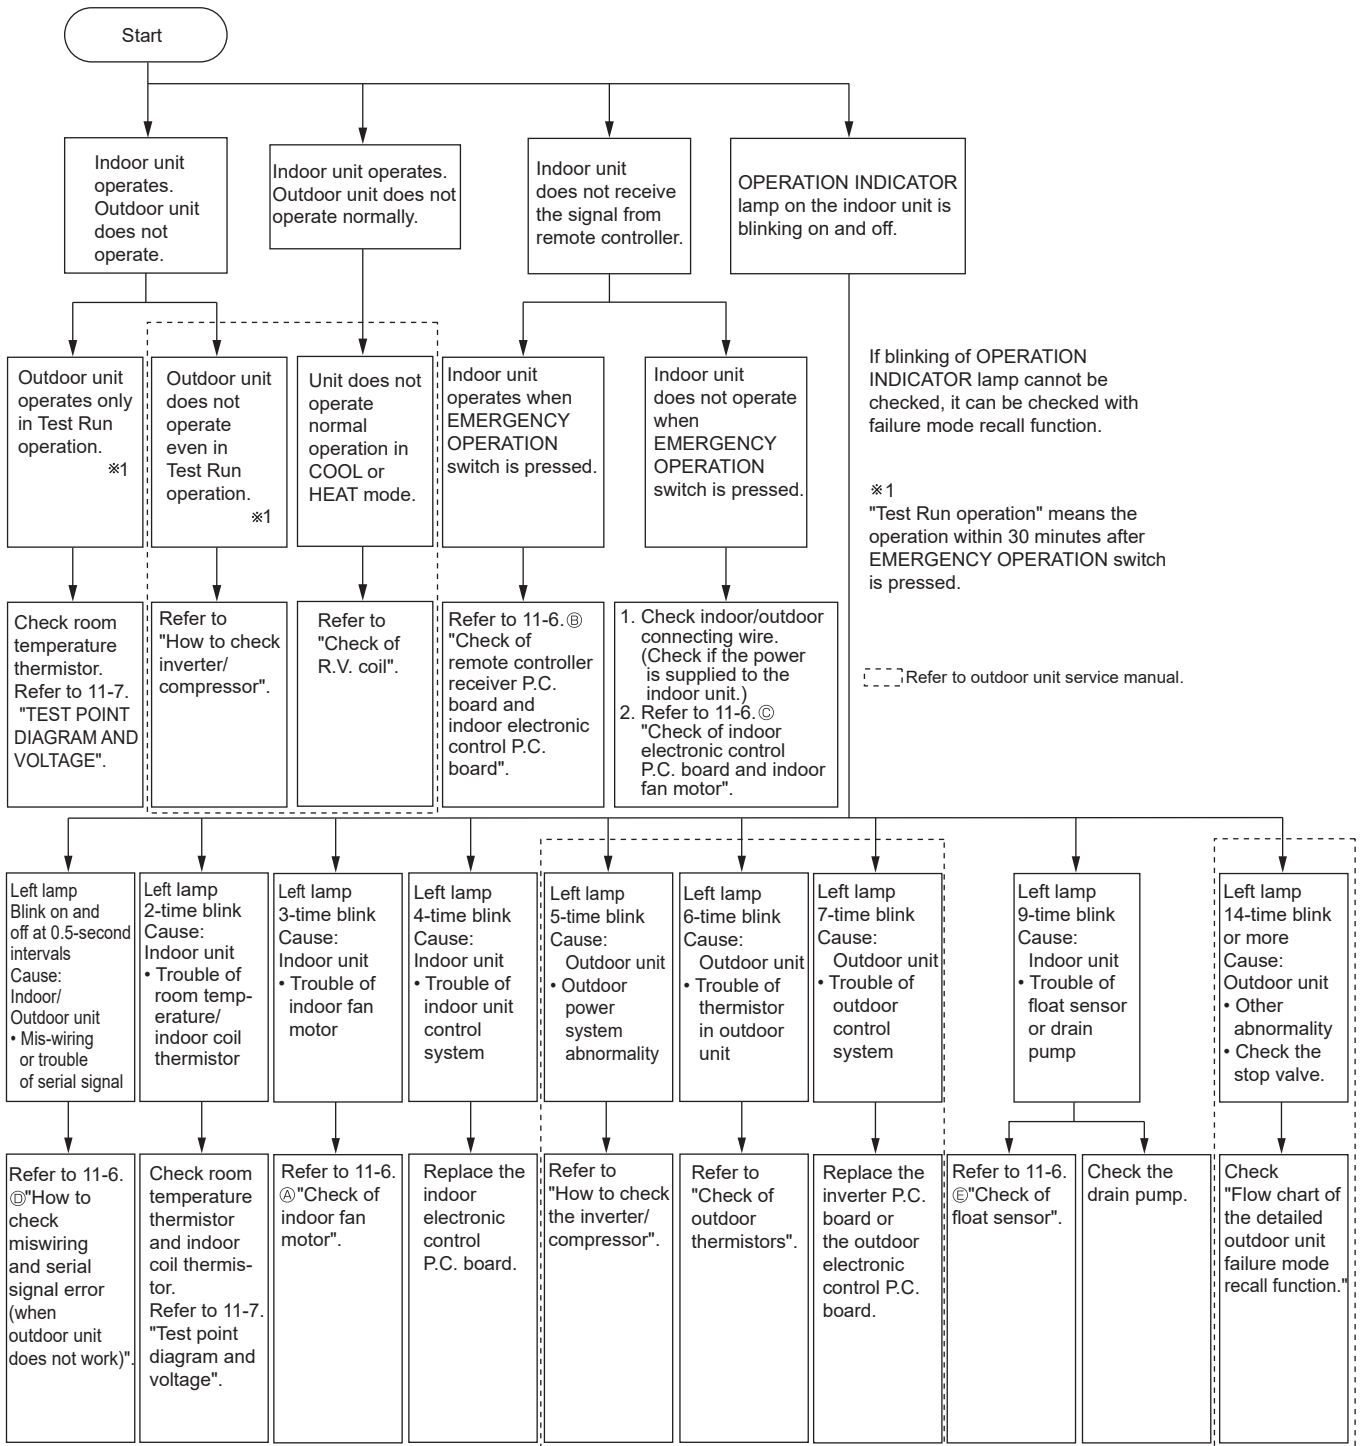 Start
Indoor unit
operates.
Outdoor unit
does not
operate.
Indoor unit operates.
Outdoor unit does not
operate normally.
Indoor unit
does not receive
the signal from
remote controller.
OPERATION INDICATOR
lamp on the indoor unit is
blinking on and off.
Outdoor unit
operates only
in Test Run
operation.
※1
Outdoor unit
does not
operate
even in
Test Run
operation.
※1
Unit does not
operate
normal
operation in
COOL or
HEAT mode.
Indoor unit
operates when
EMERGENCY
OPERATION
switch is pressed.
Indoor unit
does not operate
when
EMERGENCY
OPERATION
switch is pressed.
If blinking of OPERATION
INDICATOR lamp cannot be
checked, it can be checked with
failure mode recall function.
※1
"Test Run operation" means the
operation within 30 minutes after
EMERGENCY OPERATION switch
is pressed.
Refer to outdoor unit service manual.
Check room
temperature
thermistor.
Refer to 11-7.
"TEST POINT
DIAGRAM AND
VOLTAGE".
Refer to
"How to check
inverter/
compressor".
Refer to
"Check of
R.V. coil".
Refer to 11-6.Ⓑ
"Check of
remote controller
receiver P.C.
board and
indoor electronic
control P.C.
board".
1. Check indoor/outdoor
connecting wire.
(Check if the power
is supplied to the
indoor unit.)
2. Refer to 11-6.Ⓒ
"Check of indoor
electronic control
P.C. board and indoor
fan motor".
Left lamp
Blink on and
off at 0.5-second
intervals
Cause:
Indoor/
Outdoor unit
• Mis-wiring
or trouble
of serial signal
Left lamp
2-time blink
Cause:
Indoor unit
• Trouble of
room temp-
erature/
indoor coil
thermistor
Left lamp
3-time blink
Cause:
Indoor unit
• Trouble of
indoor fan
motor
Left lamp
4-time blink
Cause:
Indoor unit
• Trouble of
indoor unit
control
system
Left lamp
5-time blink
Cause:
Outdoor unit
• Outdoor
power
system
abnormality
Left lamp
6-time blink
Cause:
Outdoor unit
• Trouble of
thermistor
in outdoor
unit
Left lamp
7-time blink
Cause:
Outdoor unit
• Trouble of
outdoor
control
system
Left lamp
9-time blink
Cause:
Indoor unit
• Trouble of
float sensor
or drain
pump
Left lamp
14-time blink
or more
Cause:
Outdoor unit
• Other
abnormality
• Check the
stop valve.
Refer to 11-6.
Ⓓ"How to
check
miswiring
and serial
signal error
(when
outdoor unit
does not work)".
Check room
temperature
thermistor
and indoor
coil thermis-
tor.
Refer to 11-7.
"Test point
diagram and
voltage".
Refer to 11-6.
Ⓐ"Check of
indoor fan
motor".
Replace the
indoor
electronic
control
P.C. board.
Refer to
"How to check
the inverter/
compressor".
Refer to
"Check of
outdoor
thermistors".
Replace the
inverter P.C.
board or
the outdoor
electronic
control P.C.
board.
Refer to 11-6.
Ⓔ"Check of
float sensor".
Check the
drain pump.
Check
"Flow chart of
the detailed
outdoor unit
failure mode
recall function."